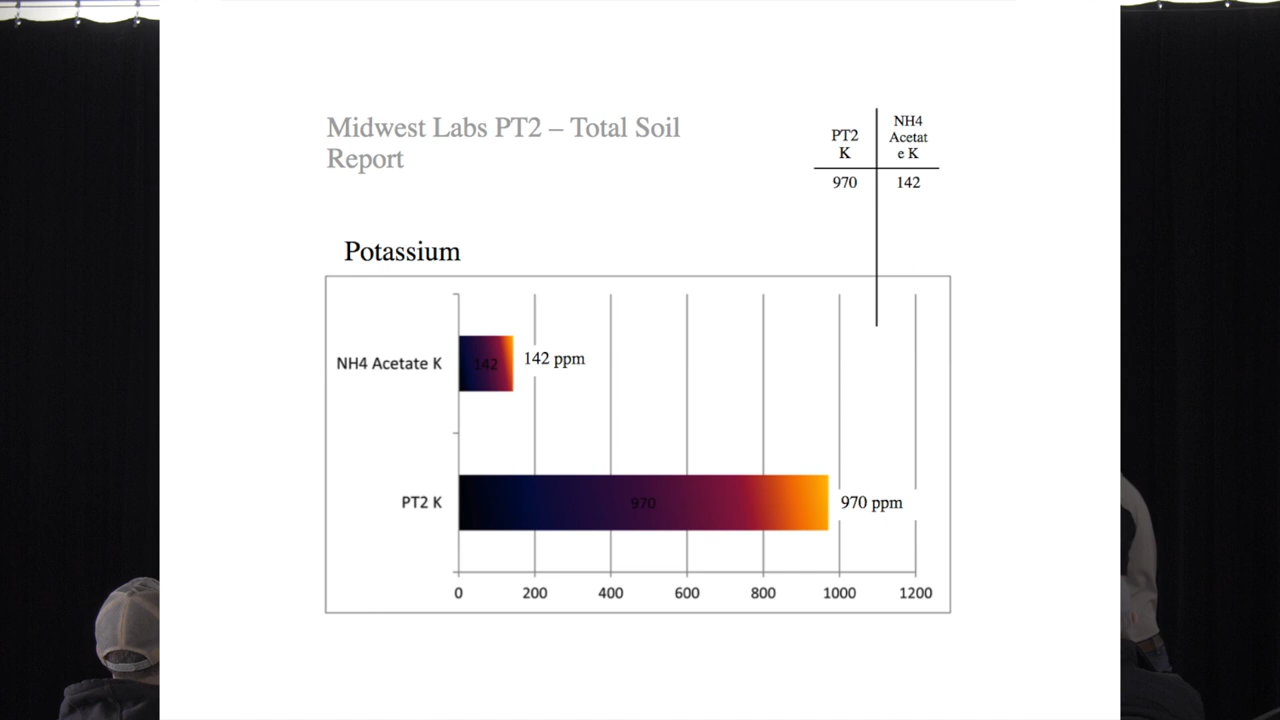 Midwest Labs PT2 – Total Soil
Report
PT2
K
NH4
Acetat
e K
970
142
Potassium
NH4 Acetate K
142
142 ppm
PT2 K
970
970 ppm
0 200 400 600 800 1000 1200